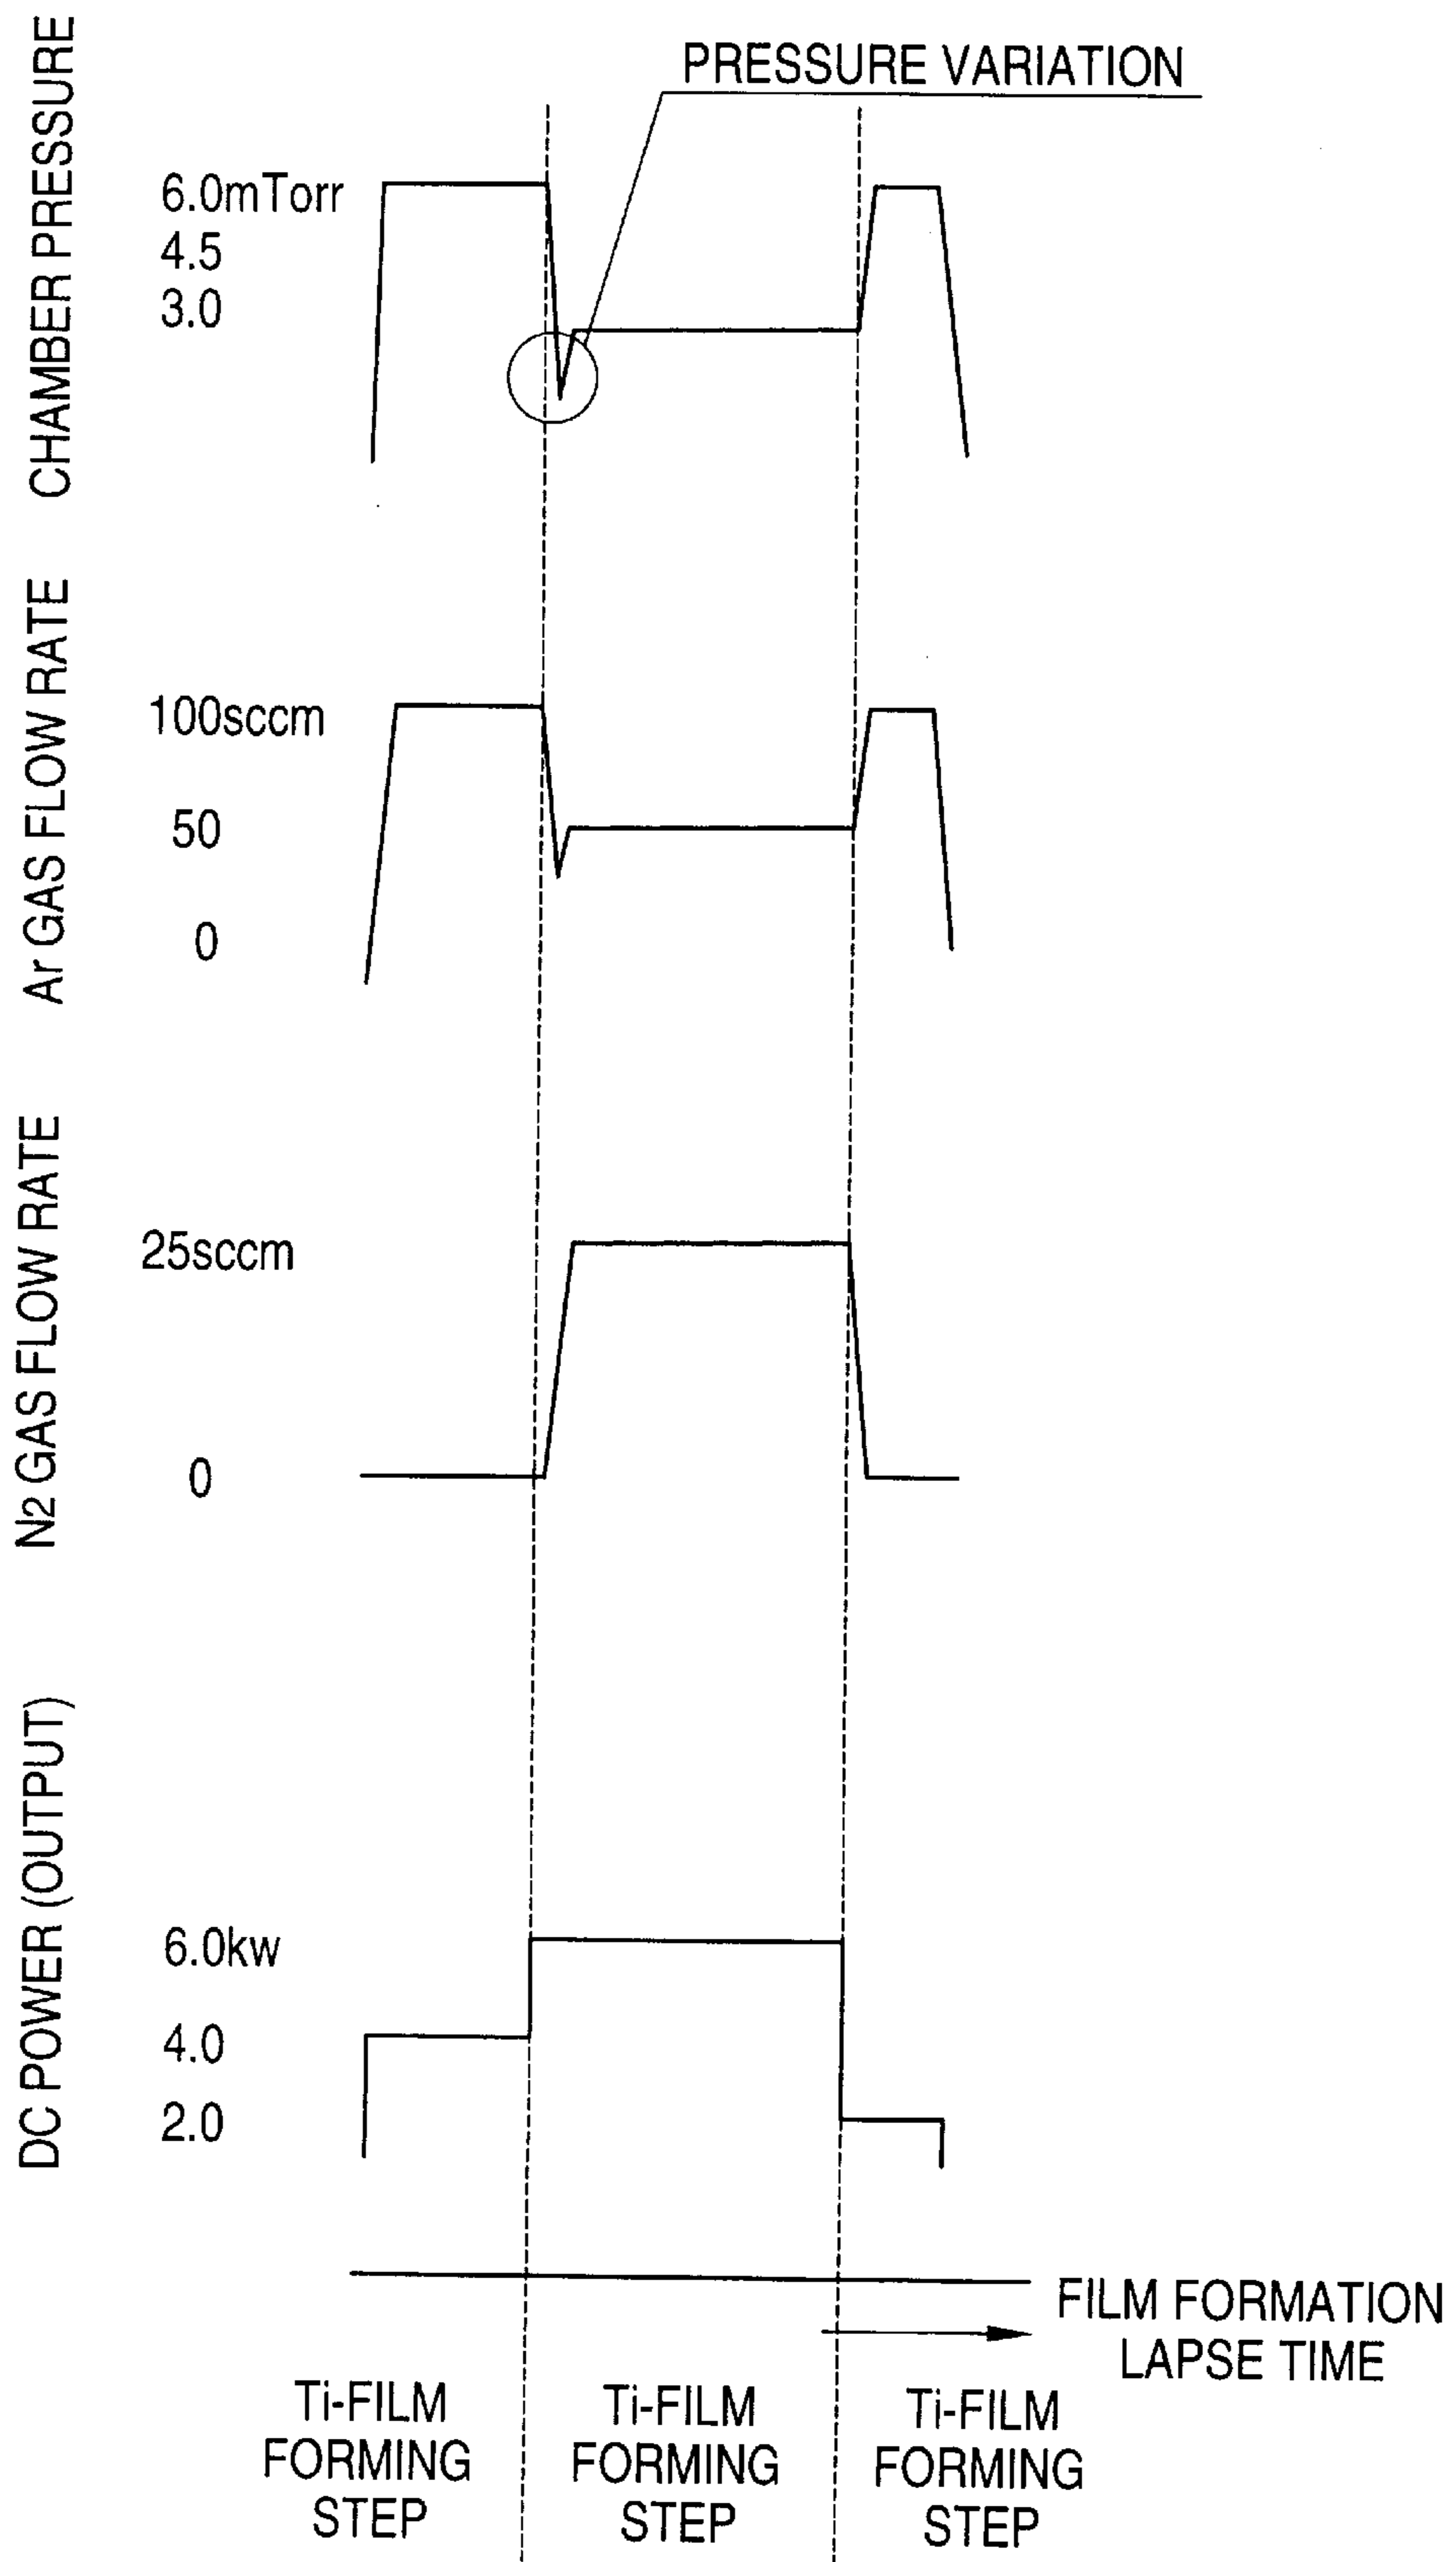 PRESSURE VARIATION
CHAMBER PRESSURE
6.0mTorr
4.5
3.0
Ar GAS FLOW RATE
100sccm
50
0
N2 GAS FLOW RATE
25sccm
0
DC POWER (OUTPUT)
6.0kw
4.0
2.0
FILM FORMATION
LAPSE TIME
Ti-FILM
FORMING
STEP
Ti-FILM
FORMING
STEP
Ti-FILM
FORMING
STEP